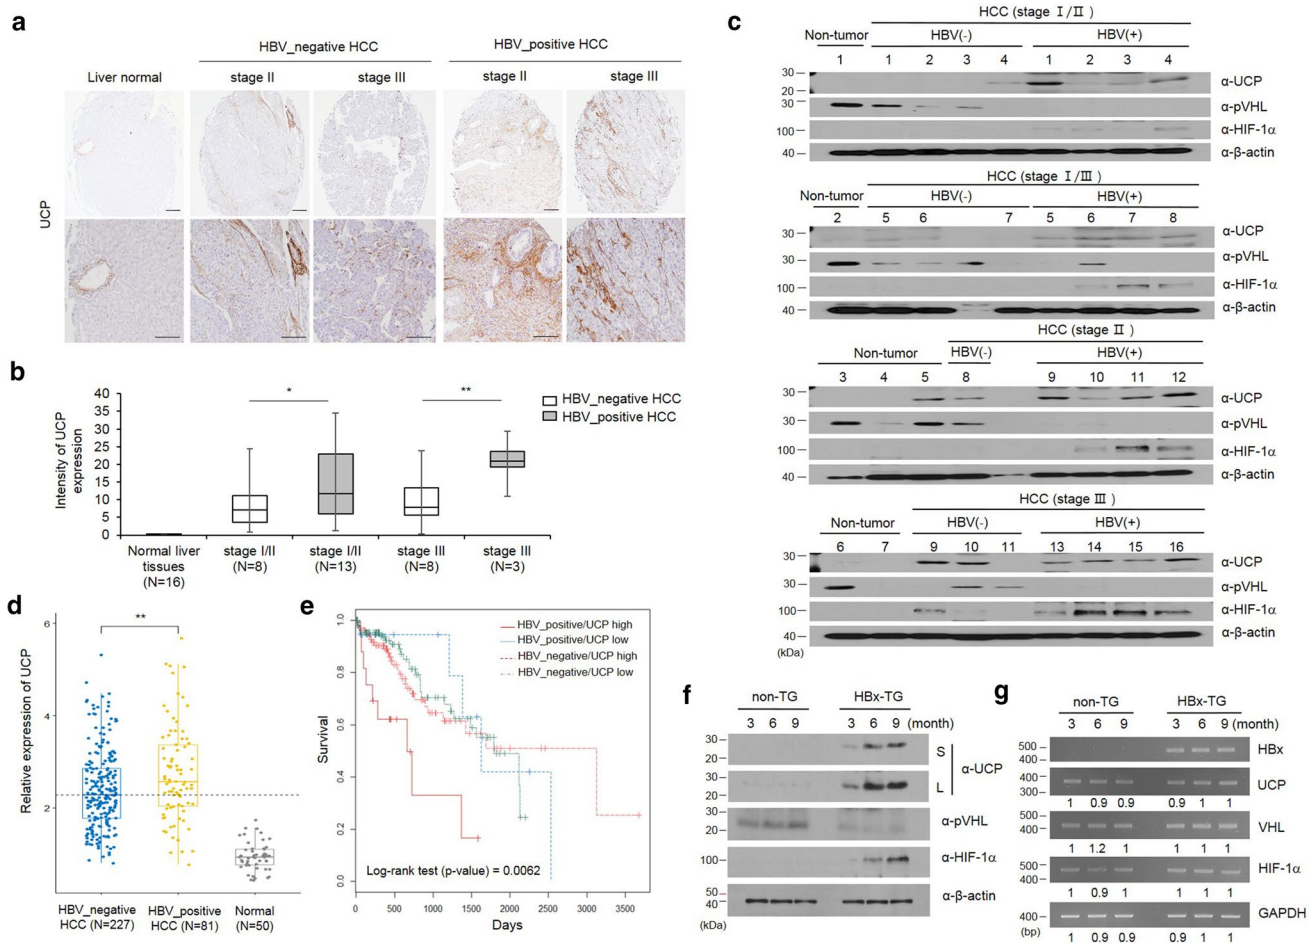 a
HBV_negative HCC
HBV_positive HCC
Liver normal
stage II
stage III
stage II
stage III
UCP
b
Intensity of UCP
expression
40
35
30
25
20
15
10
5
0
*
**
HBV_negative HCC
HBV_positive HCC
Normal liver
tissues
(N=16)
stage I/II
(N=8)
stage I/II
(N=13)
stage III
(N=8)
stage III
(N=3)
c
HCC (stage Ⅰ/Ⅱ)
Non-tumor HBV(-) HBV(+)
1 1 2 3 4 1 2 3 4
30
20
α-UCP
30
α-pVHL
100
α-HIF-1α
40
α-β-actin
HCC (stage Ⅰ/Ⅲ)
Non-tumor HBV(-) HBV(+)
2 5 6 7 5 6 7 8
30
α-UCP
30
α-pVHL
100
α-HIF-1α
40
α-β-actin
HCC (stage Ⅱ)
Non-tumor HBV(-) HBV(+)
3 4 5 8 9 10 11 12
30
α-UCP
30
α-pVHL
100
α-HIF-1α
40
α-β-actin
HCC (stage Ⅲ)
Non-tumor HBV(-) HBV(+)
6 7 9 10 11 13 14 15 16
30
α-UCP
30
α-pVHL
100
α-HIF-1α
40
α-β-actin
(kDa)
d
Relative expression of UCP
6
4
2
**
HBV_negative
HCC (N=227)
HBV_positive
HCC (N=81)
Normal
(N=50)
e
Survival
1.0
0.8
0.6
0.4
0.2
0.0
HBV_positive/UCP high
HBV_positive/UCP low
HBV_negative/UCP high
HBV_negative/UCP low
Log-rank test (p-value) = 0.0062
0 500 1000 1500 2000 2500 3000 3500
Days
f
non-TG HBx-TG
3 6 9 3 6 9 (month)
30
20
S
α-UCP
30
20
L
30
20
α-pVHL
100
α-HIF-1α
50
40
α-β-actin
(kDa)
g
non-TG HBx-TG
3 6 9 3 6 9 (month)
500
400
HBx
400
300
UCP
1 0.9 0.9 0.9 1 1
500
400
VHL
1 1.2 1 1 1 1
500
400
HIF-1α
1 0.9 1 1 1 1
400
GAPDH
(bp)
1 0.9 0.9 0.9 1 1